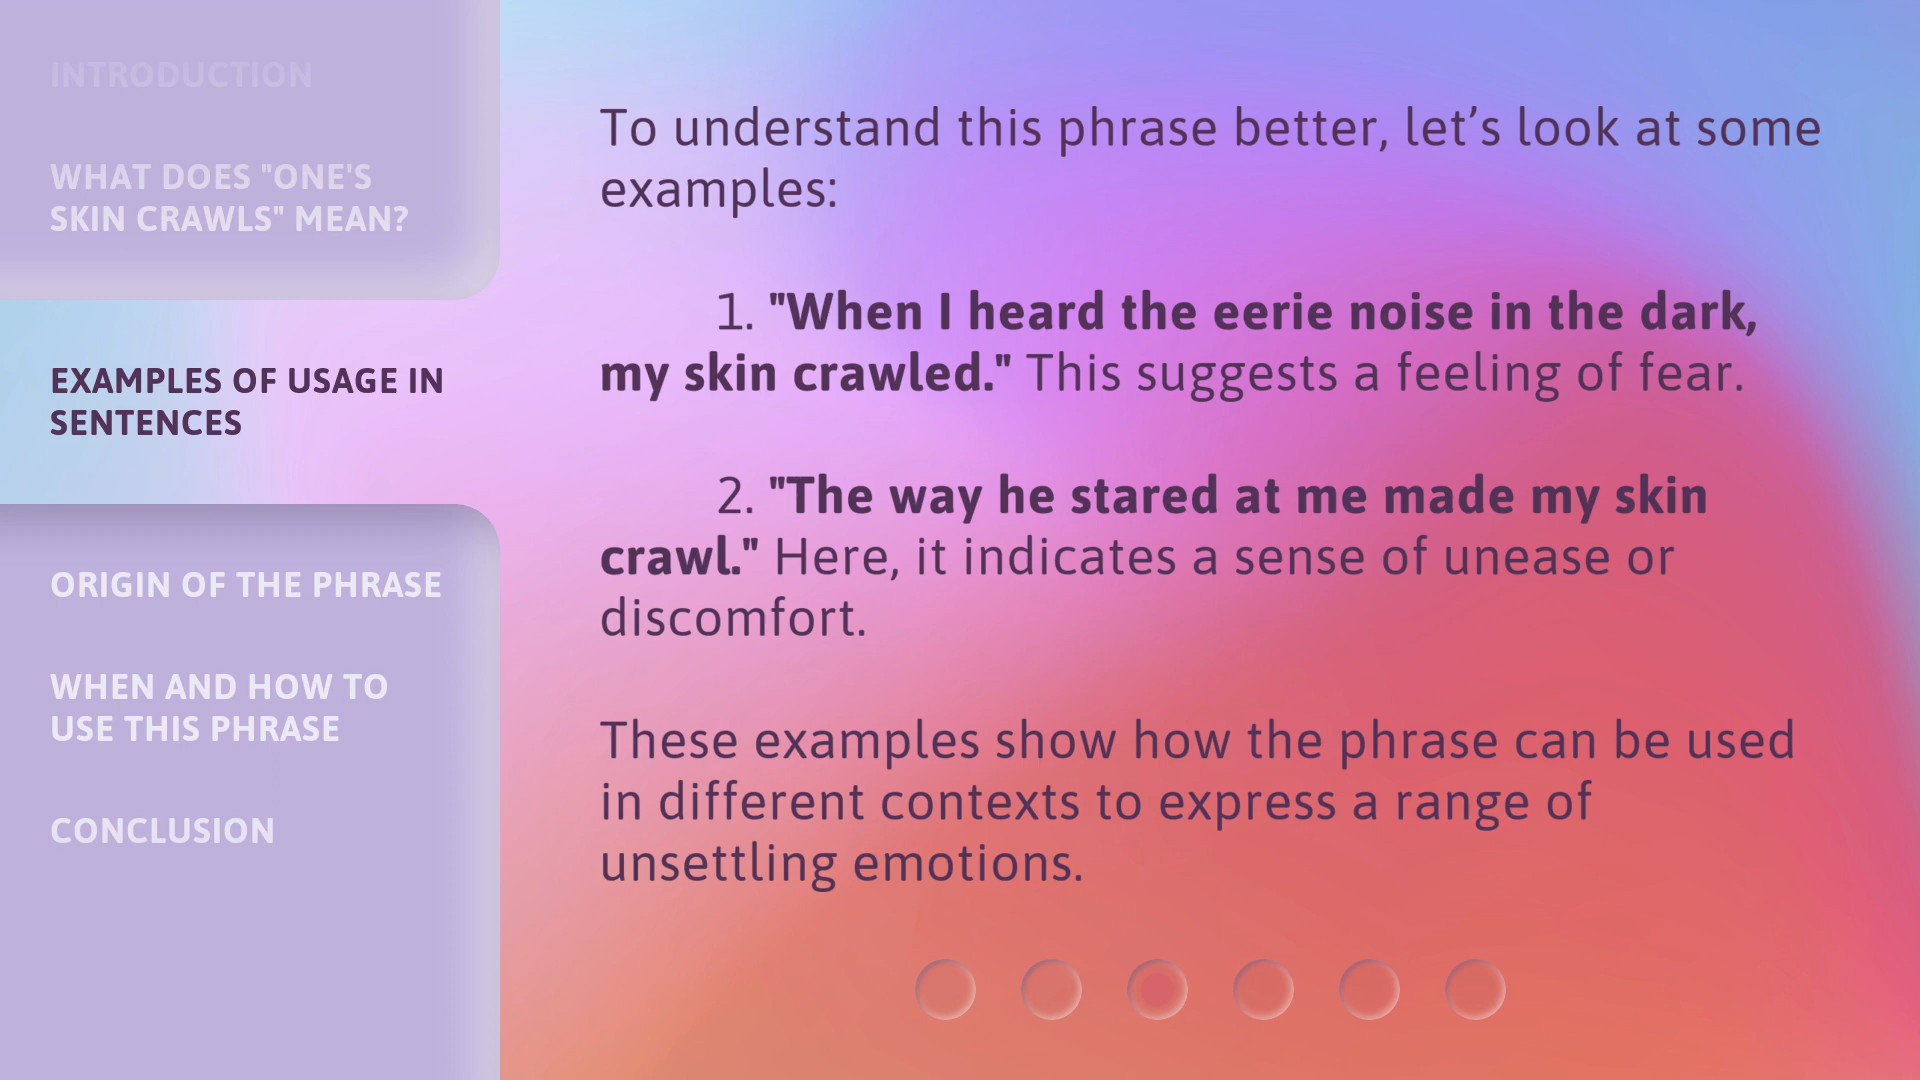 INTRODUCTION
WHAT DOES "ONE'S
SKIN CRAWLS" MEAN?
EXAMPLES OF USAGE IN
SENTENCES
ORIGIN OF THE PHRASE
WHEN AND HOW TO
USE THIS PHRASE
CONCLUSION
To understand this phrase better, let’s look at some
examples:
1. "When I heard the eerie noise in the dark,
my skin crawled." This suggests a feeling of fear.
2. "The way he stared at me made my skin
crawl." Here, it indicates a sense of unease or
discomfort.
These examples show how the phrase can be used
in different contexts to express a range of
unsettling emotions.